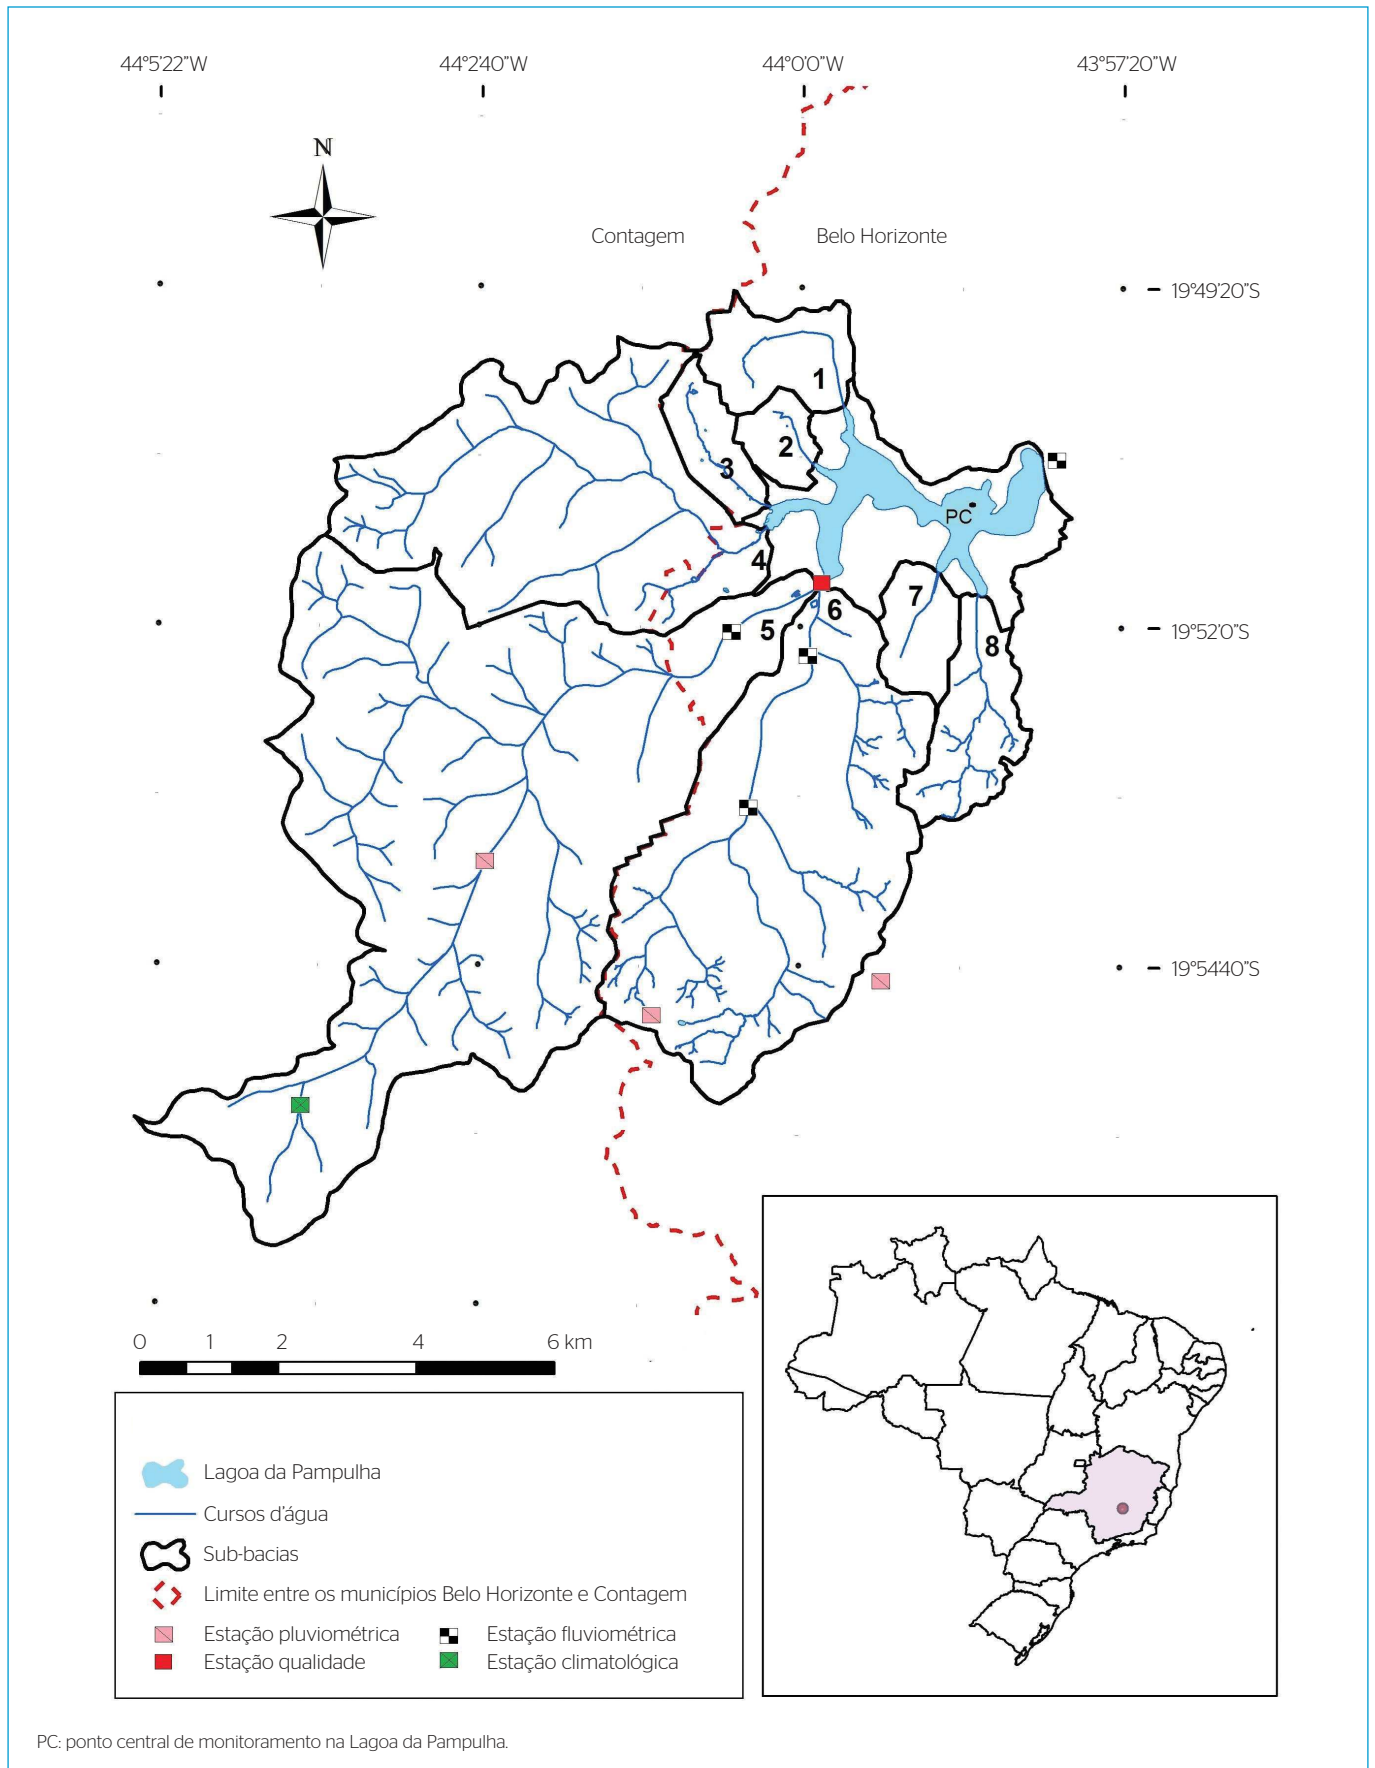 44°5'22"W 44°2'40"W 44°0'0"W 43°57'20"W
N
Contagem Belo Horizonte
19°49'20"S
1
2
3
PC
4
7
6
5
19°52'0"S
8
19°54'40"S
0 1 2 4 6 km
Lagoa da Pampulha
Cursos d'água
Sub-bacias
Limite entre os municípios Belo Horizonte e Contagem
Estação pluviométrica Estação fluviométrica
Estação qualidade Estação climatológica
PC: ponto central de monitoramento na Lagoa da Pampulha.